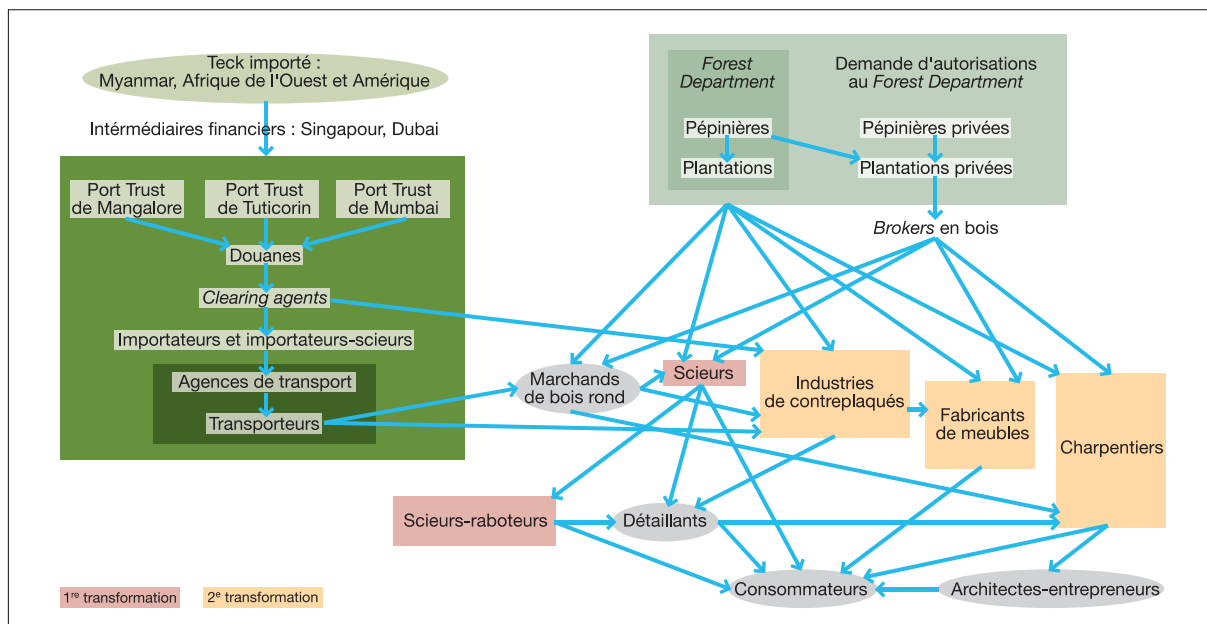 Teck importé :
Myanmar, Afrique de l'Ouest et Amérique
Intérmédiaires financiers : Singapour, Dubai
Port Trust
de Mangalore
Port Trust
de Tuticorin
Port Trust
de Mumbai
Douanes
Clearing agents
Importateurs et importateurs-scieurs
Agences de transport
Transporteurs
Forest
Department
Demande d'autorisations
au Forest Department
Pépinières
Pépinières privées
Plantations
Plantations privées
Brokers en bois
Marchands
de bois rond
Scieurs
Industries
de contreplaqués
Fabricants
de meubles
Charpentiers
Scieurs-raboteurs
Détaillants
Consommateurs
Architectes-entrepreneurs
1re transformation
2e transformation